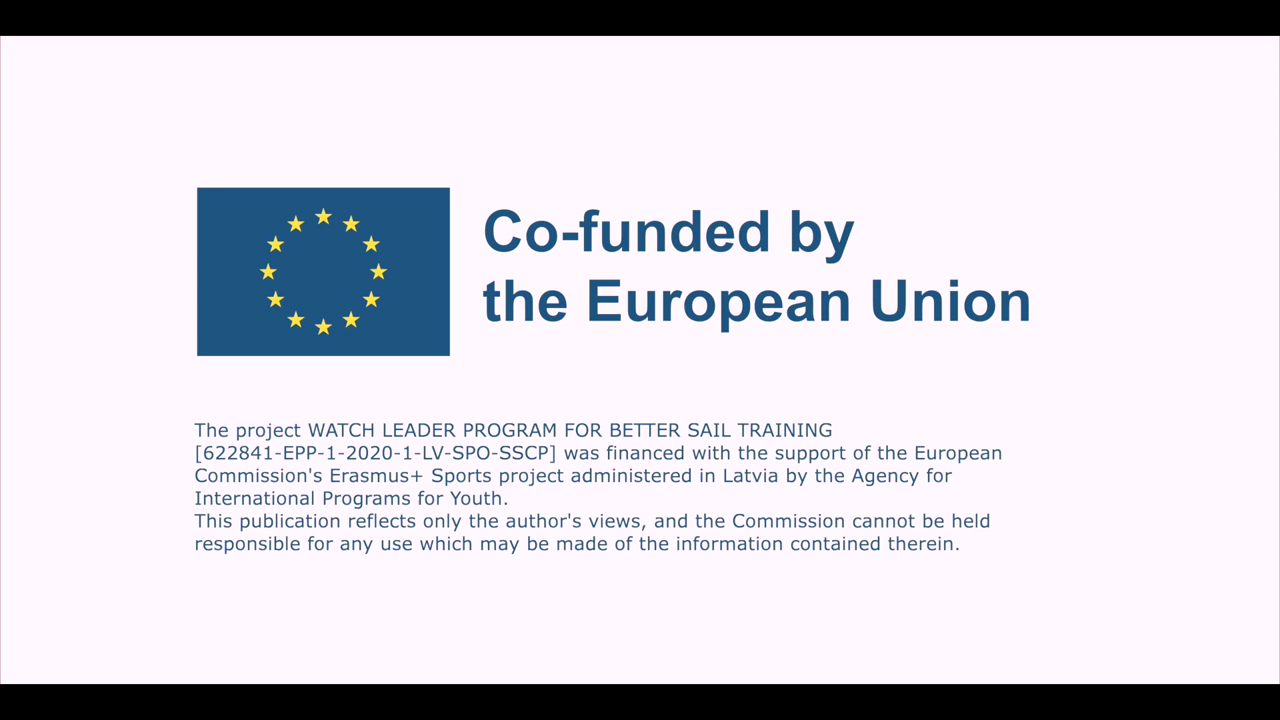 Co-funded by
the European Union
The project WATCH LEADER PROGRAM FOR BETTER SAIL TRAINING
[622841-EPP-1-2020-1-LV-SPO-SSCP] was financed with the support of the European
Commission's Erasmus+ Sports project administered in Latvia by the Agency for
International Programs for Youth.
This publication reflects only the author's views, and the Commission cannot be held
responsible for any use which may be made of the information contained therein.